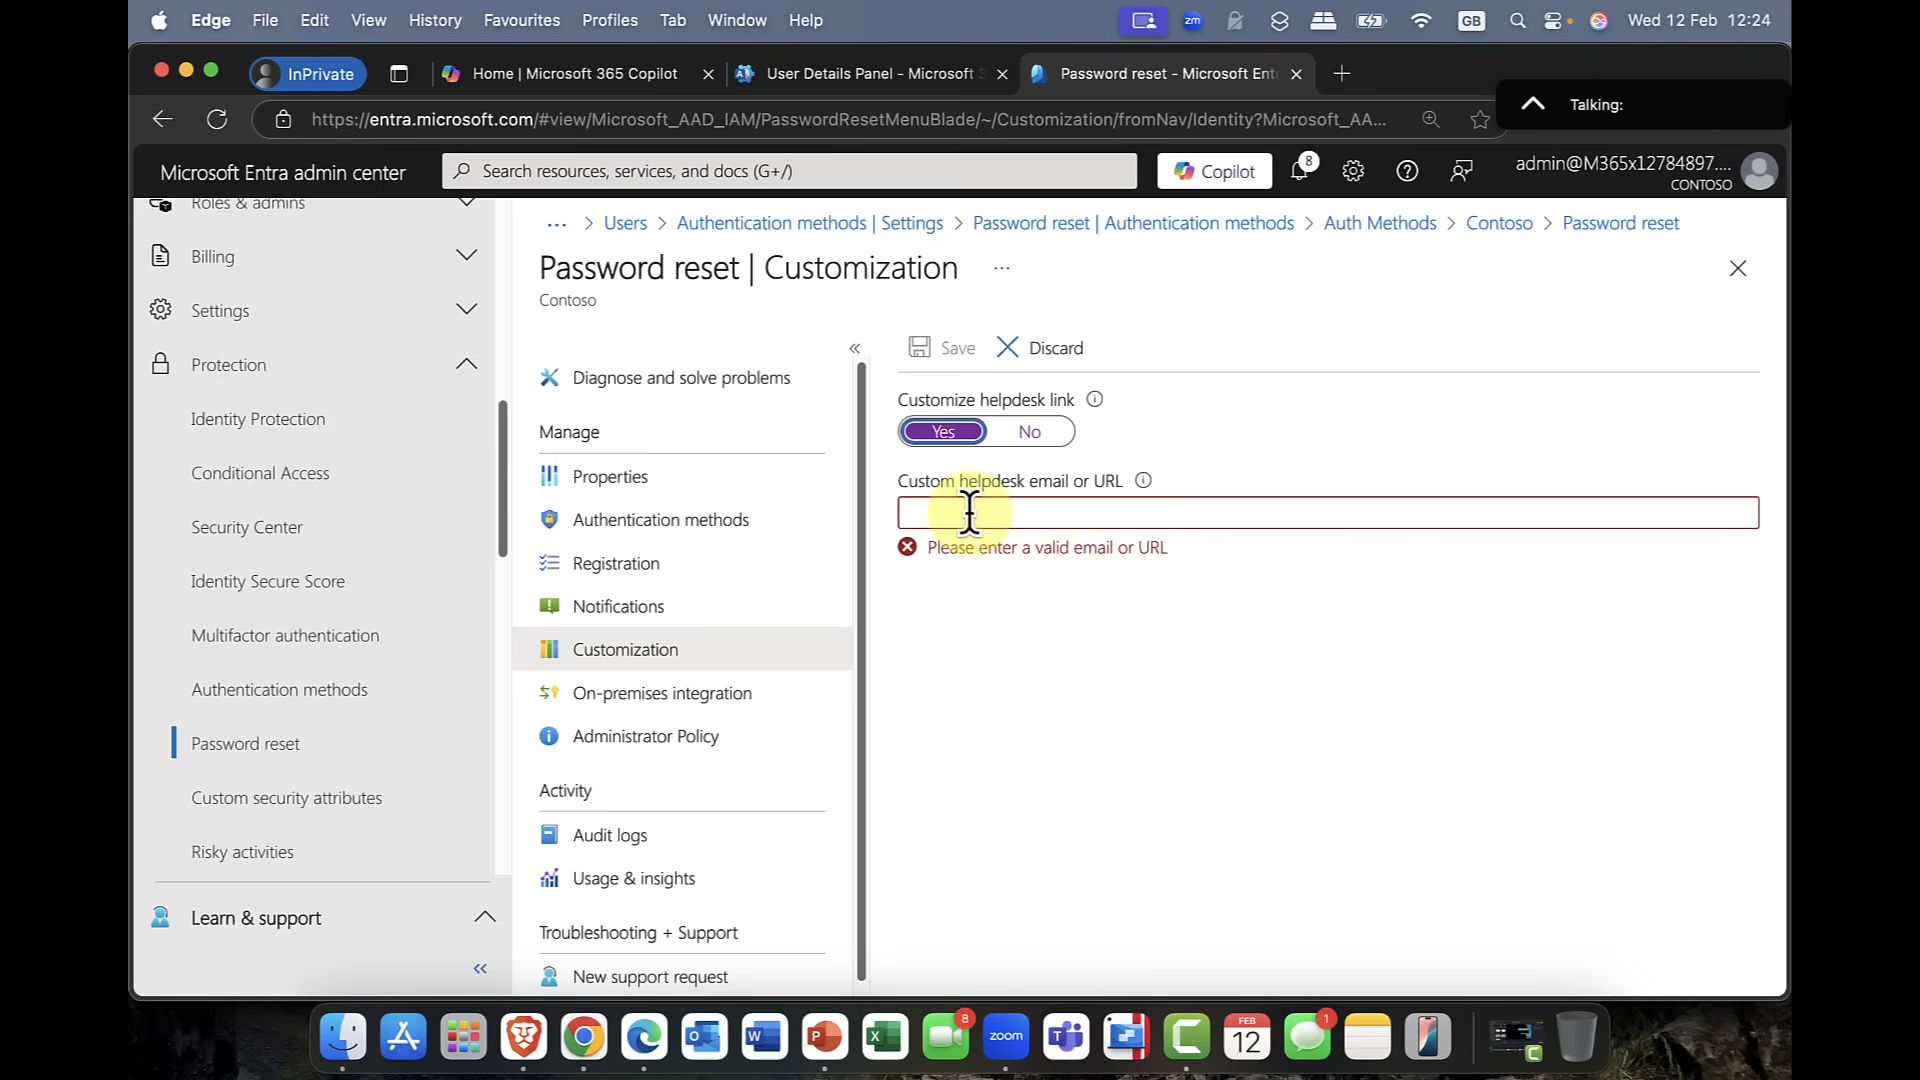 Edge File Edit View History Favourites Profiles Tab Window Help
zm GB Wed 12 Feb 12:24
InPrivate Home | Microsoft 365 Copilot User Details Panel - Microsoft 3 Password reset - Microsoft Ent
https://entra.microsoft.com/#view/Microsoft_AAD_IAM/PasswordResetMenuBlade/~/Customization/fromNav/Identity?Microsoft_AA...
Talking:
Microsoft Entra admin center
Search resources, services, and docs (G+/)
Copilot
8
admin@M365x12784897....
CONTOSO
Roles & admins
Billing
Settings
Protection
Identity Protection
Conditional Access
Security Center
Identity Secure Score
Multifactor authentication
Authentication methods
Password reset
Custom security attributes
Risky activities
Learn & support
... > Users > Authentication methods | Settings > Password reset | Authentication methods > Auth Methods > Contoso > Password reset
Password reset | Customization ...
Contoso
Diagnose and solve problems
Manage
Properties
Authentication methods
Registration
Notifications
Customization
On-premises integration
Administrator Policy
Activity
Audit logs
Usage & insights
Troubleshooting + Support
New support request
Save Discard
Customize helpdesk link
Yes No
Custom helpdesk email or URL
Please enter a valid email or URL
8
zoom
FEB
12
1